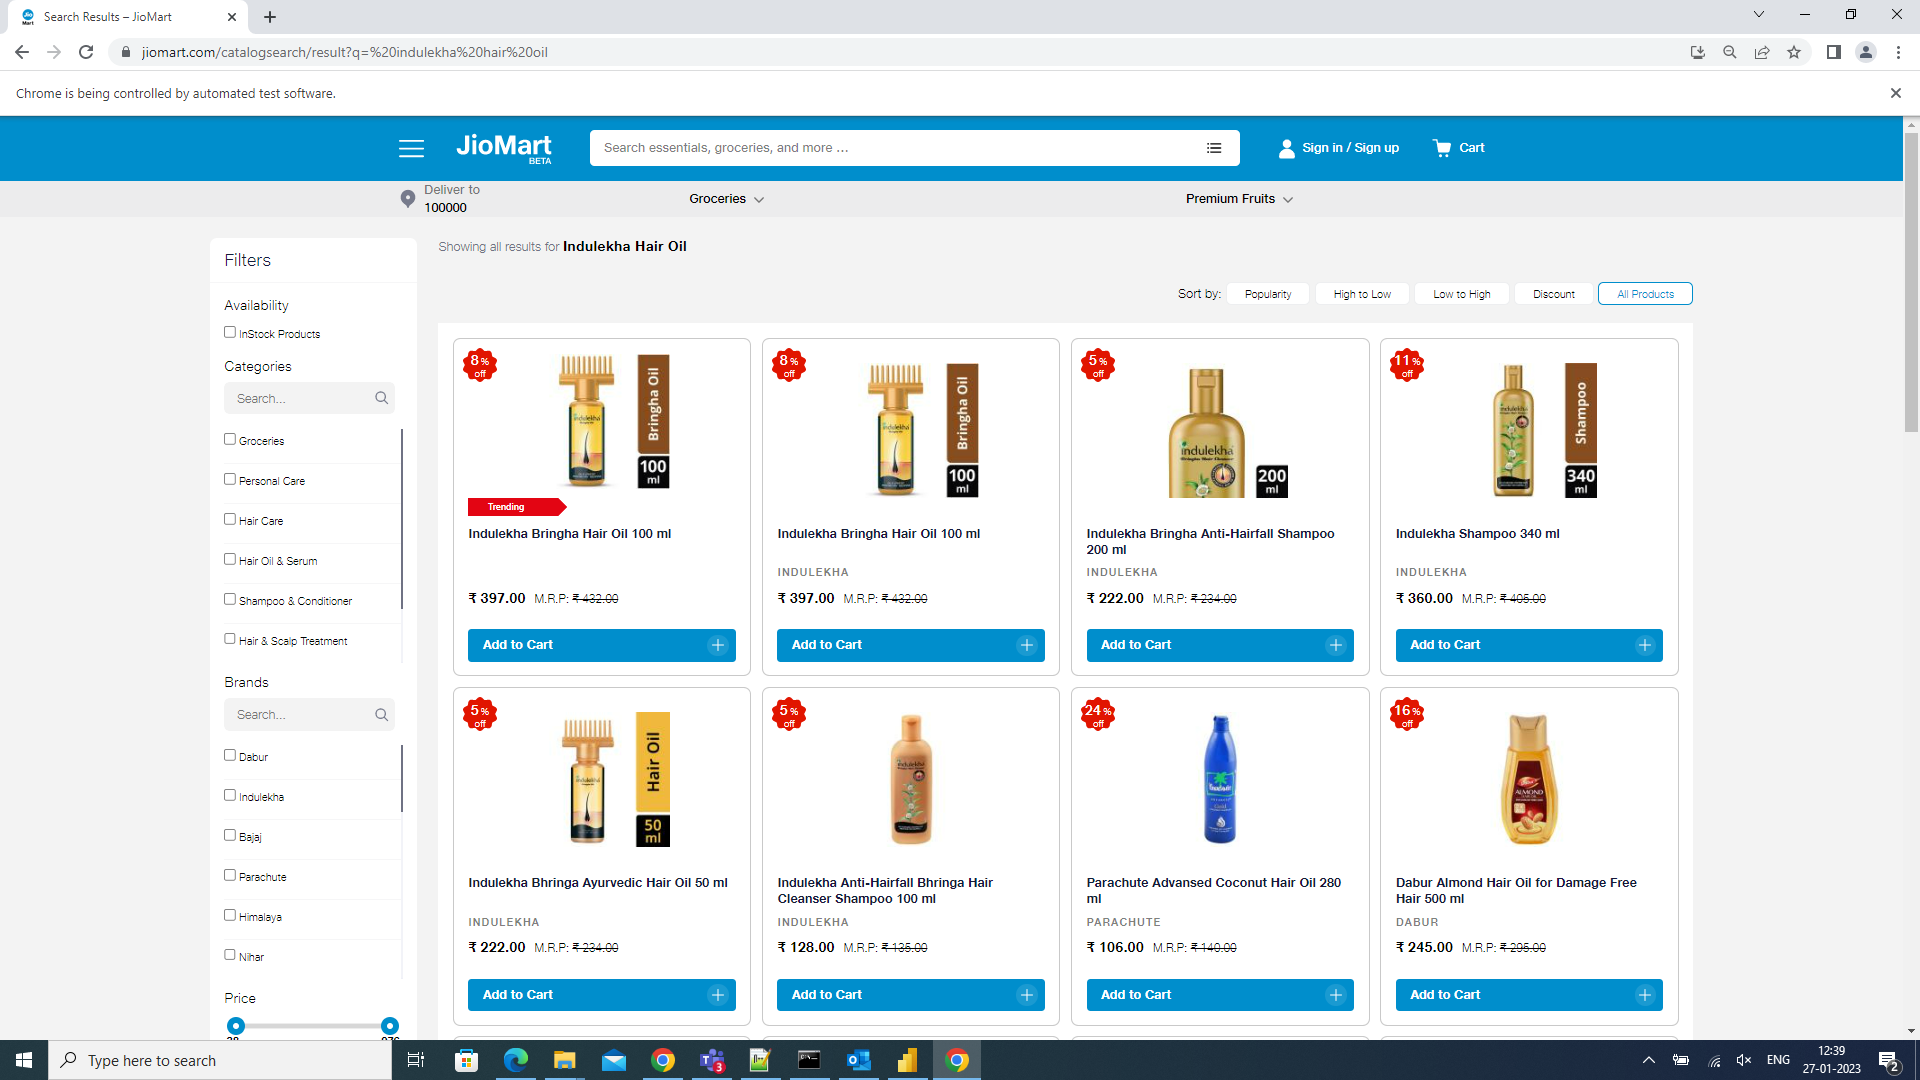 Search Results – JioMart
jiomart.com/catalogsearch/result?q=%20indulekha%20hair%20oil
Chrome is being controlled by automated test software.
JioMart
BETA
Search essentials, groceries, and more ...
Sign in / Sign up
Cart
Deliver to
100000
Groceries
Premium Fruits
Showing all results for Indulekha Hair Oil
Sort by:
Popularity
High to Low
Low to High
Discount
All Products
Filters
Availability
InStock Products
Categories
Search...
Groceries
Personal Care
Hair Care
Hair Oil & Serum
Shampoo & Conditioner
Hair & Scalp Treatment
Brands
Search...
Dabur
Indulekha
Bajaj
Parachute
Himalaya
Nihar
Price
8% off
indulekha
Bringha Oil
100 ml
Trending
Indulekha Bringha Hair Oil 100 ml
₹ 397.00 M.R.P: ₹ 432.00
Add to Cart
8% off
indulekha
Bringha Oil
100 ml
Indulekha Bringha Hair Oil 100 ml
INDULEKHA
₹ 397.00 M.R.P: ₹ 432.00
Add to Cart
5% off
indulekha
Bringha Hair Cleanser
200 ml
Indulekha Bringha Anti-Hairfall Shampoo
200 ml
INDULEKHA
₹ 222.00 M.R.P: ₹ 234.00
Add to Cart
11% off
indulekha
Shampoo
340 ml
Indulekha Shampoo 340 ml
INDULEKHA
₹ 360.00 M.R.P: ₹ 405.00
Add to Cart
5% off
indulekha
Hair Oil
50 ml
Indulekha Bhringa Ayurvedic Hair Oil 50 ml
INDULEKHA
₹ 222.00 M.R.P: ₹ 234.00
Add to Cart
5% off
indulekha
Indulekha Anti-Hairfall Bhringa Hair
Cleanser Shampoo 100 ml
INDULEKHA
₹ 128.00 M.R.P: ₹ 135.00
Add to Cart
24% off
Parachute
Gold
Parachute Advansed Coconut Hair Oil 280
ml
PARACHUTE
₹ 106.00 M.R.P: ₹ 140.00
Add to Cart
16% off
ALMOND
Dabur Almond Hair Oil for Damage Free
Hair 500 ml
DABUR
₹ 245.00 M.R.P: ₹ 295.00
Add to Cart
Type here to search
3
ENG
12:39
27-01-2023
2